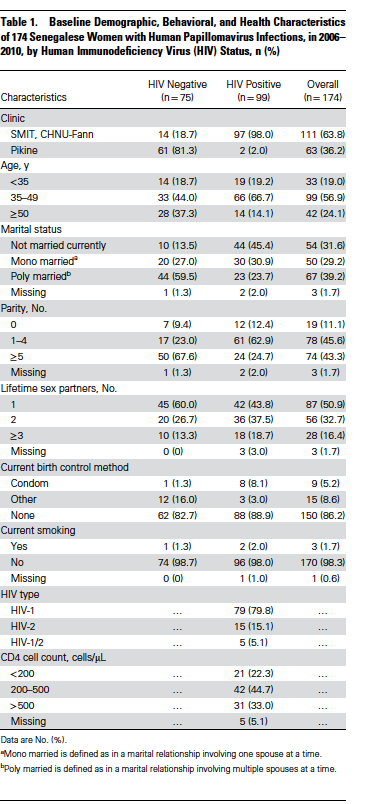 Table 1. Baseline Demographic, Behavioral, and Health Characteristics
of 174 Senegalese Women with Human Papillomavirus Infections, in 2006–
2010, by Human Immunodeficiency Virus (HIV) Status, n (%)
Characteristics HIV Negative (n = 75) HIV Positive (n = 99) Overall (n = 174)
Clinic
SMIT, CHNU-Fann 14 (18.7) 97 (98.0) 111 (63.8)
Pikine 61 (81.3) 2 (2.0) 63 (36.2)
Age, y
<35 14 (18.7) 19 (19.2) 33 (19.0)
35–49 33 (44.0) 66 (66.7) 99 (56.9)
≥50 28 (37.3) 14 (14.1) 42 (24.1)
Marital status
Not married currently 10 (13.5) 44 (45.4) 54 (31.6)
Mono marriedᵃ 20 (27.0) 30 (30.9) 50 (29.2)
Poly marriedᵇ 44 (59.5) 23 (23.7) 67 (39.2)
Missing 1 (1.3) 2 (2.0) 3 (1.7)
Parity, No.
0 7 (9.4) 12 (12.4) 19 (11.1)
1–4 17 (23.0) 61 (62.9) 78 (45.6)
≥5 50 (67.6) 24 (24.7) 74 (43.3)
Missing 1 (1.3) 2 (2.0) 3 (1.7)
Lifetime sex partners, No.
1 45 (60.0) 42 (43.8) 87 (50.9)
2 20 (26.7) 36 (37.5) 56 (32.7)
≥3 10 (13.3) 18 (18.7) 28 (16.4)
Missing 0 (0) 3 (3.0) 3 (1.7)
Current birth control method
Condom 1 (1.3) 8 (8.1) 9 (5.2)
Other 12 (16.0) 3 (3.0) 15 (8.6)
None 62 (82.7) 88 (88.9) 150 (86.2)
Current smoking
Yes 1 (1.3) 2 (2.0) 3 (1.7)
No 74 (98.7) 96 (98.0) 170 (98.3)
Missing 0 (0) 1 (1.0) 1 (0.6)
HIV type
HIV-1 … 79 (79.8) …
HIV-2 … 15 (15.1) …
HIV-1/2 … 5 (5.1) …
CD4 cell count, cells/μL
<200 … 21 (22.3) …
200–500 … 42 (44.7) …
>500 … 31 (33.0) …
Missing … 5 (5.1) …
Data are No. (%).
ᵃMono married is defined as in a marital relationship involving one spouse at a time.
ᵇPoly married is defined as in a marital relationship involving multiple spouses at a time.